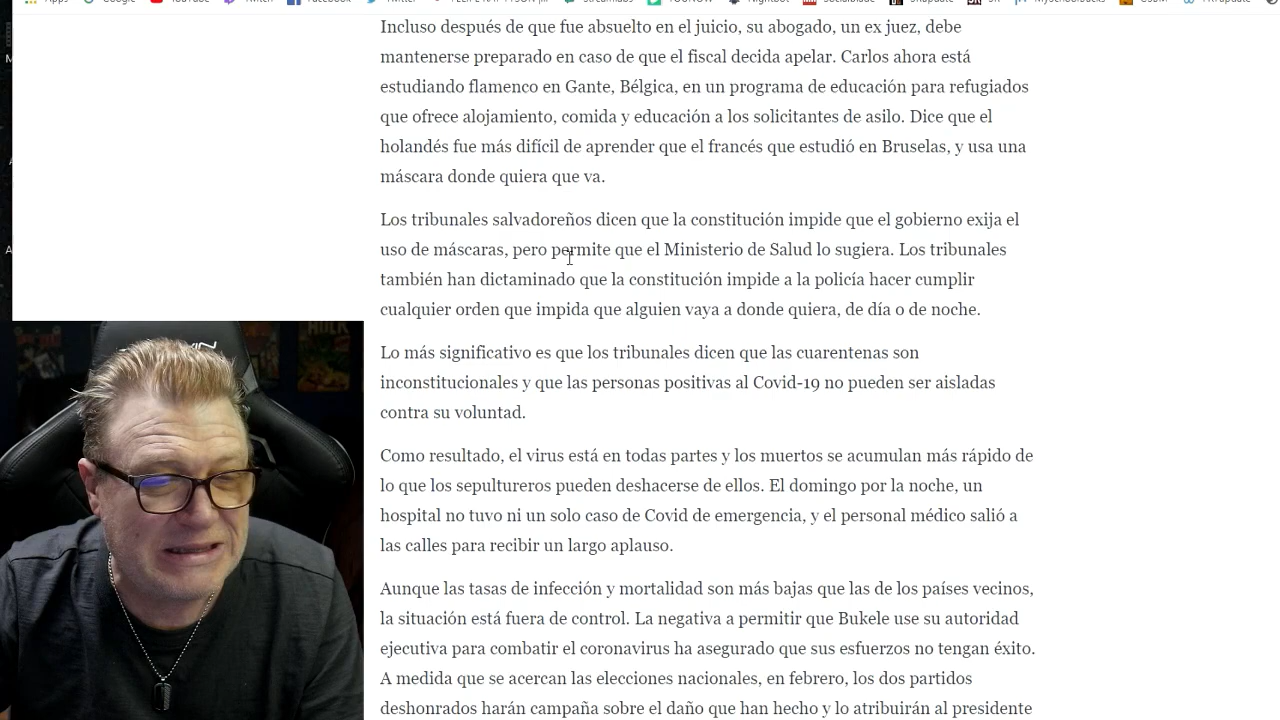 Apps Google YouTube Twitch Facebook Twitter streamlabs YOUNOW Nightbot socialblade
Incluso después de que fue absuelto en el juicio, su abogado, un ex juez, debe
mantenerse preparado en caso de que el fiscal decida apelar. Carlos ahora está
estudiando flamenco en Gante, Bélgica, en un programa de educación para refugiados
que ofrece alojamiento, comida y educación a los solicitantes de asilo. Dice que el
holandés fue más difícil de aprender que el francés que estudió en Bruselas, y usa una
máscara donde quiera que va.
Los tribunales salvadoreños dicen que la constitución impide que el gobierno exija el
uso de máscaras, pero permite que el Ministerio de Salud lo sugiera. Los tribunales
también han dictaminado que la constitución impide a la policía hacer cumplir
cualquier orden que impida que alguien vaya a donde quiera, de día o de noche.
Lo más significativo es que los tribunales dicen que las cuarentenas son
inconstitucionales y que las personas positivas al Covid-19 no pueden ser aisladas
contra su voluntad.
Como resultado, el virus está en todas partes y los muertos se acumulan más rápido de
lo que los sepultureros pueden deshacerse de ellos. El domingo por la noche, un
hospital no tuvo ni un solo caso de Covid de emergencia, y el personal médico salió a
las calles para recibir un largo aplauso.
Aunque las tasas de infección y mortalidad son más bajas que las de los países vecinos,
la situación está fuera de control. La negativa a permitir que Bukele use su autoridad
ejecutiva para combatir el coronavirus ha asegurado que sus esfuerzos no tengan éxito.
A medida que se acercan las elecciones nacionales, en febrero, los dos partidos
deshonrados harán campaña sobre el daño que han hecho y lo atribuirán al presidente